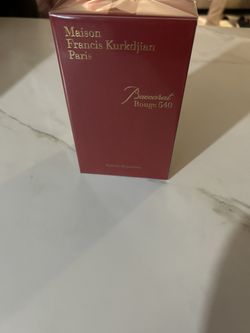 Maison
Francis Kurkdjian
Paris
Baccarat
Rouge 540